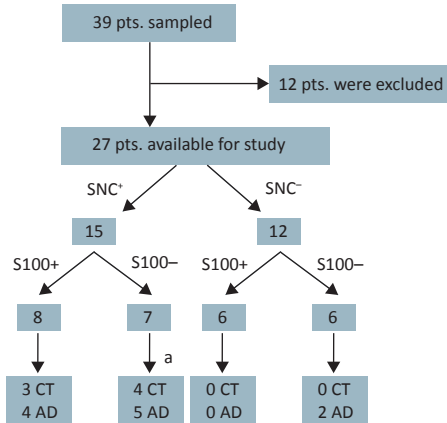 39 pts. sampled
12 pts. were excluded
27 pts. available for study
SNC⁺
SNC⁻
15
12
S100+
S100–
S100+
S100–
8
7
6
6
a
3 CT
4 AD
4 CT
5 AD
0 CT
0 AD
0 CT
2 AD